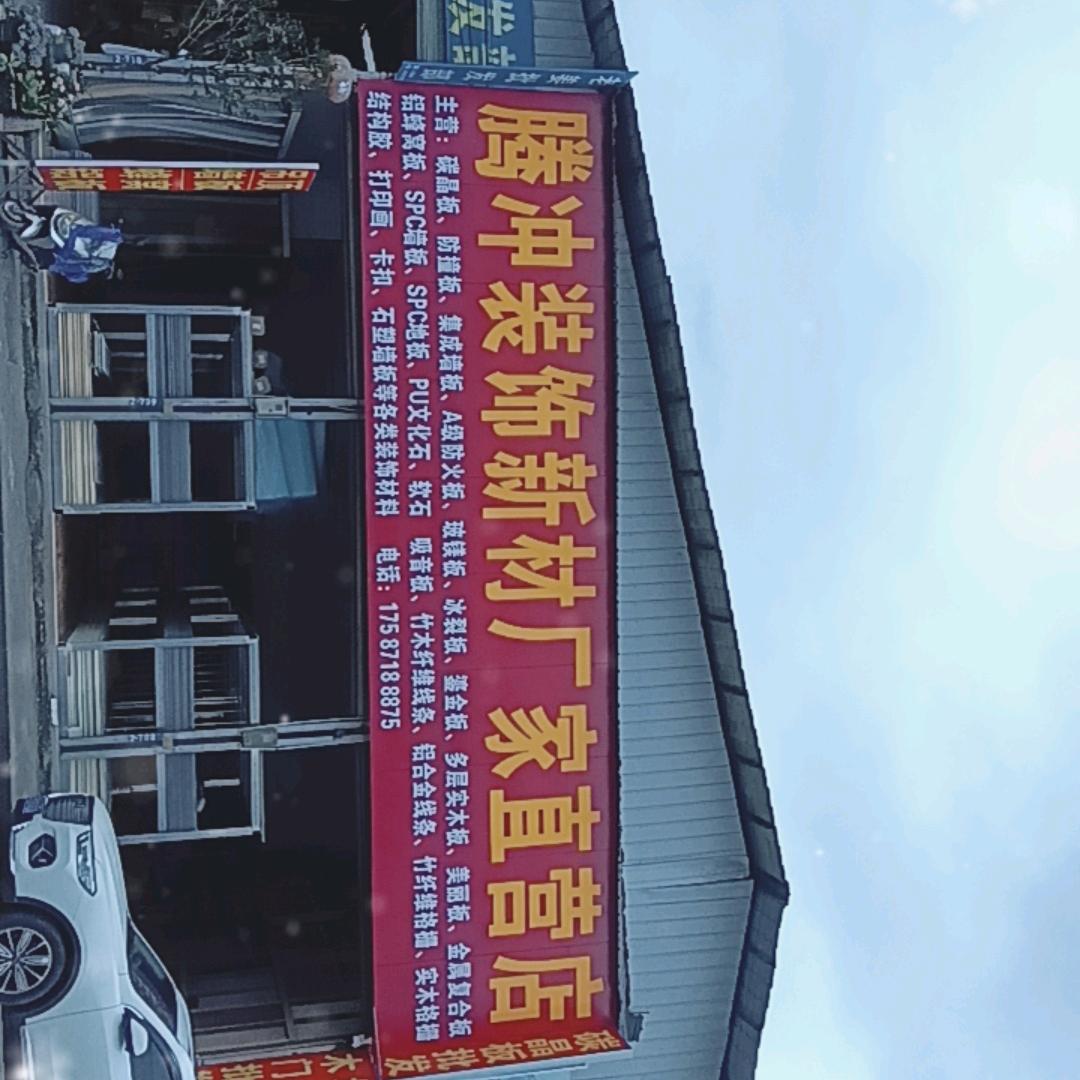 腾冲装饰新材厂家直营店
主营：碳晶板、防撞板、集成墙板、A级防火板、玻镁板、冰裂板、鎏金板、多层实木板、美丽板、金属复合板
铝蜂窝板、SPC墙板、SPC地板、PU文化石、软石 吸音板、竹木纤维线条、铝合金线条、竹纤维格栅、实木格栅
结构胶、打印画、卡扣、石塑墙板等各类装饰材料 电话：175 8718 8875
碳晶板批发
木门批